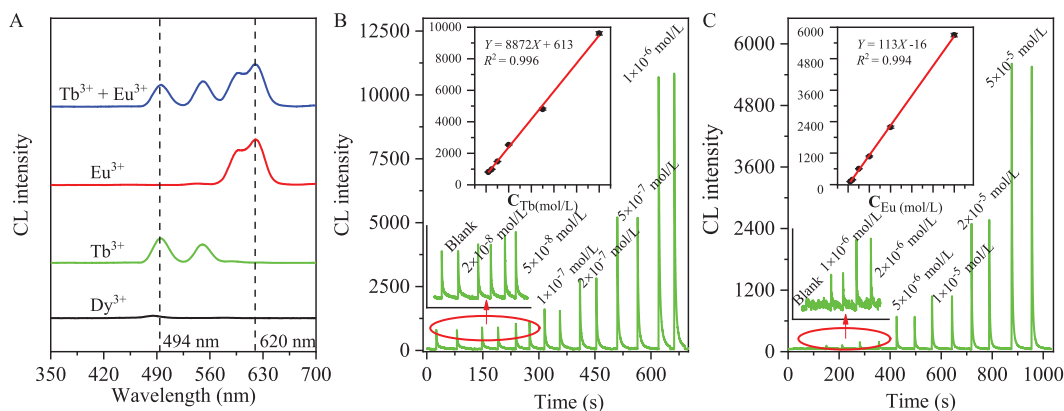 A
CL intensity
Tb³⁺ + Eu³⁺
Eu³⁺
Tb³⁺
Dy³⁺
494 nm
620 nm
350 420 490 560 630 700
Wavelength (nm)
B
CL intensity
12500
10000
7500
5000
2500
0
0 150 300 450 600
Time (s)
10000
8000
6000
4000
2000
0
Y = 8872X + 613
R² = 0.996
C Tb(mol/L)
Blank
2×10⁻⁸ mol/L
5×10⁻⁸ mol/L
1×10⁻⁷ mol/L
2×10⁻⁷ mol/L
5×10⁻⁷ mol/L
1×10⁻⁶ mol/L
C
CL intensity
6000
4800
3600
2400
1200
0
0 200 400 600 800 1000
Time (s)
6000
4800
3600
2400
1200
0
Y = 113X -16
R² = 0.994
C Eu (mol/L)
Blank
1×10⁻⁶ mol/L
2×10⁻⁶ mol/L
5×10⁻⁶ mol/L
1×10⁻⁵ mol/L
2×10⁻⁵ mol/L
5×10⁻⁵ mol/L